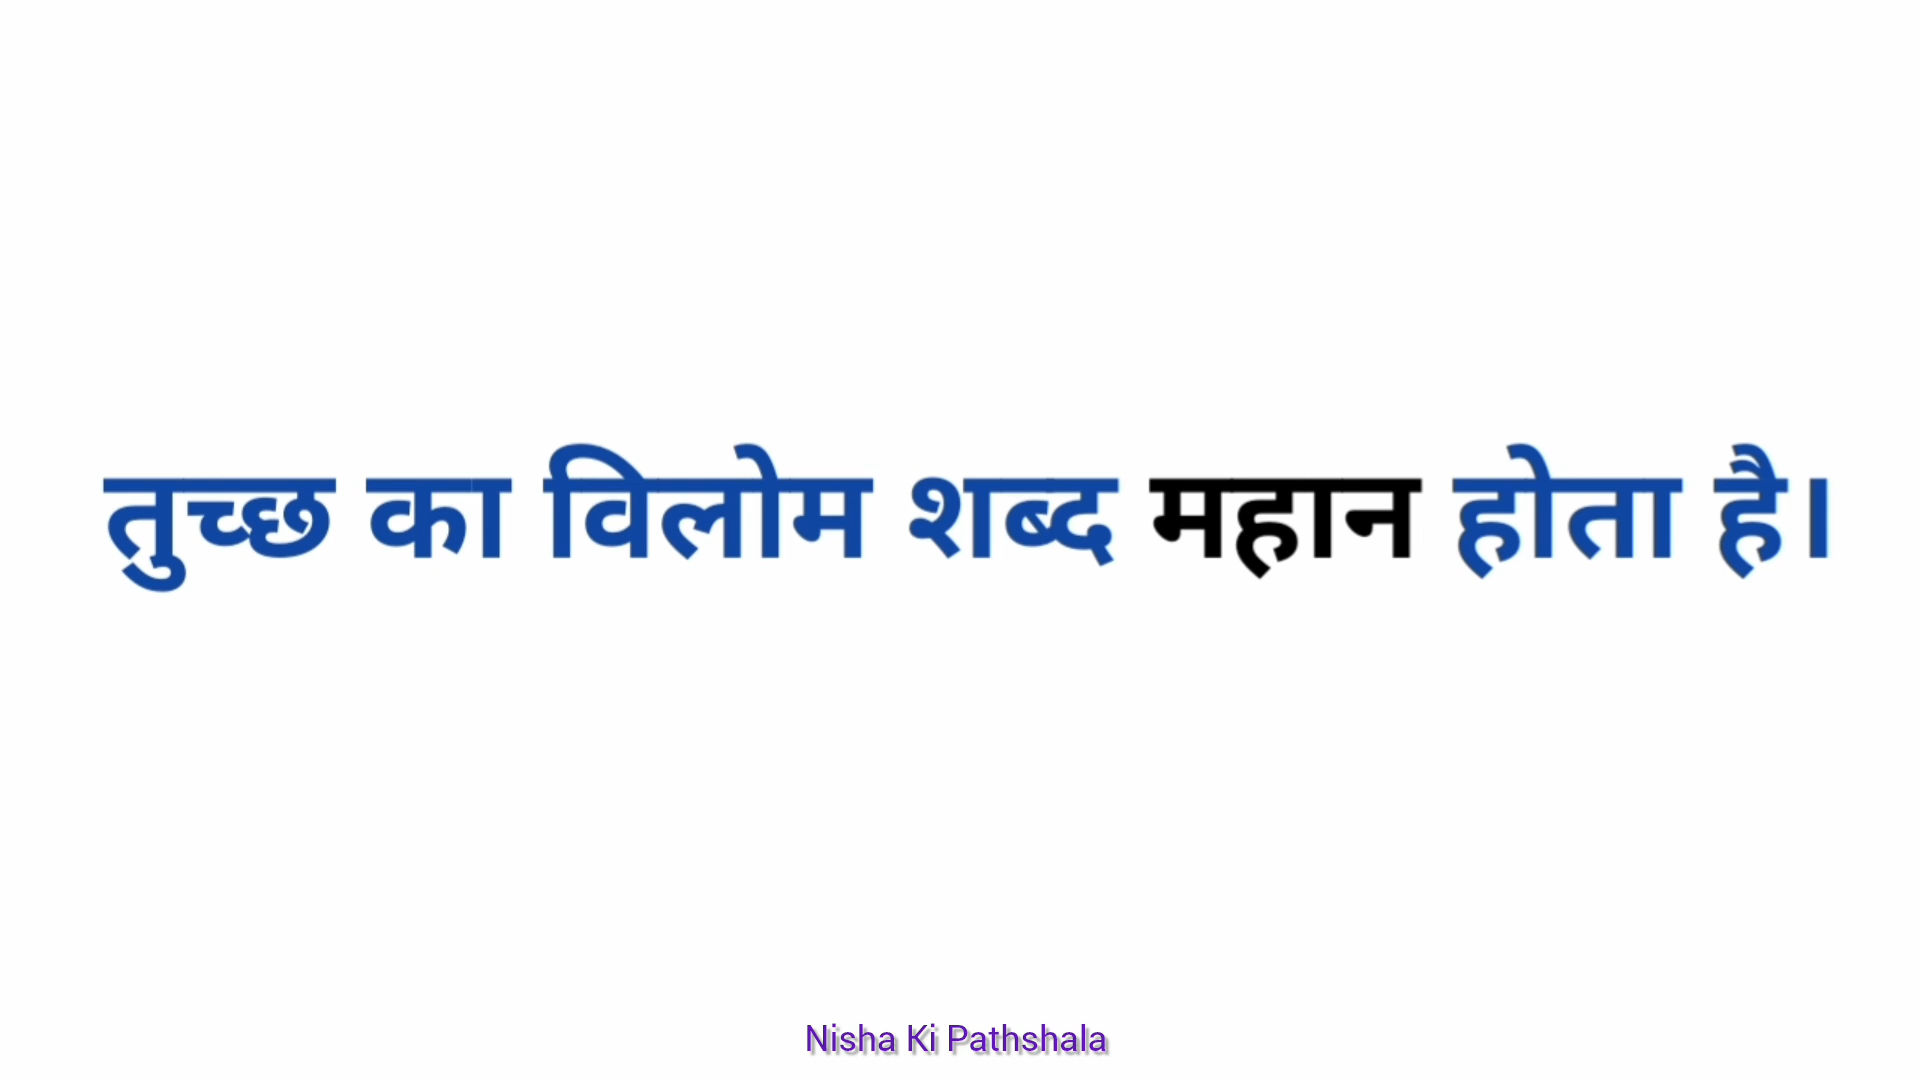 तुच्छ का विलोम शब्द महान होता है।
Nisha Ki Pathshala